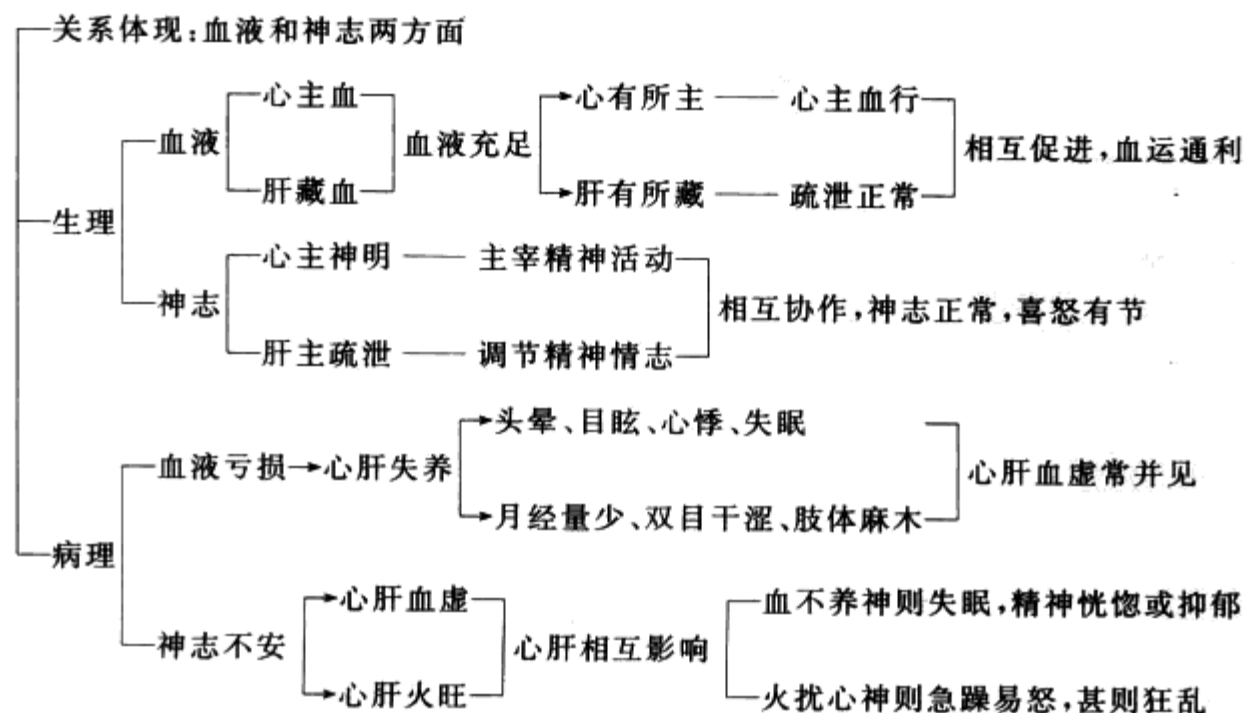 关系体现:血液和神志两方面
心主血 心有所主 心主血行
血液 血液充足 相互促进,血运通利
肝藏血 肝有所藏 疏泄正常
生理
心主神明 主宰精神活动
神志 相互协作,神志正常,喜怒有节
肝主疏泄 调节精神情志
头晕、目眩、心悸、失眠
血液亏损 心肝失养 心肝血虚常并见
月经量少、双目干涩、肢体麻木
病理
心肝血虚 血不养神则失眠,精神恍惚或抑郁
神志不安 心肝相互影响
心肝火旺 火扰心神则急躁易怒,甚则狂乱